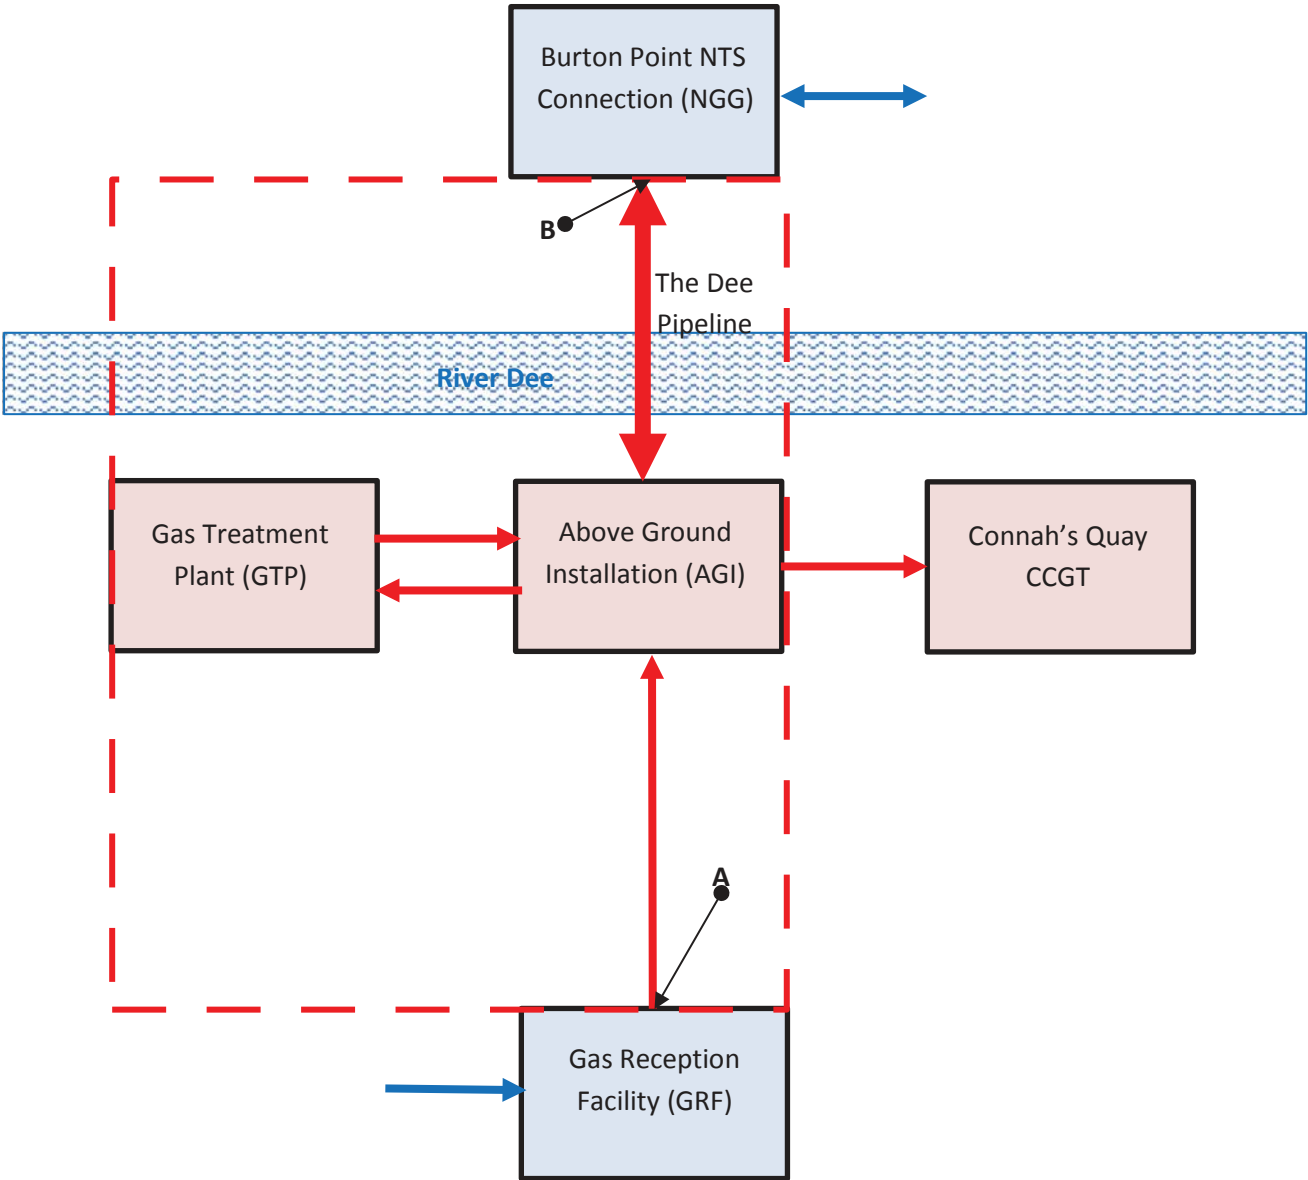 Burton Point NTS
Connection (NGG)
B
The Dee
Pipeline
River Dee
Gas Treatment
Plant (GTP)
Above Ground
Installation (AGI)
Connah’s Quay
CCGT
A
Gas Reception
Facility (GRF)